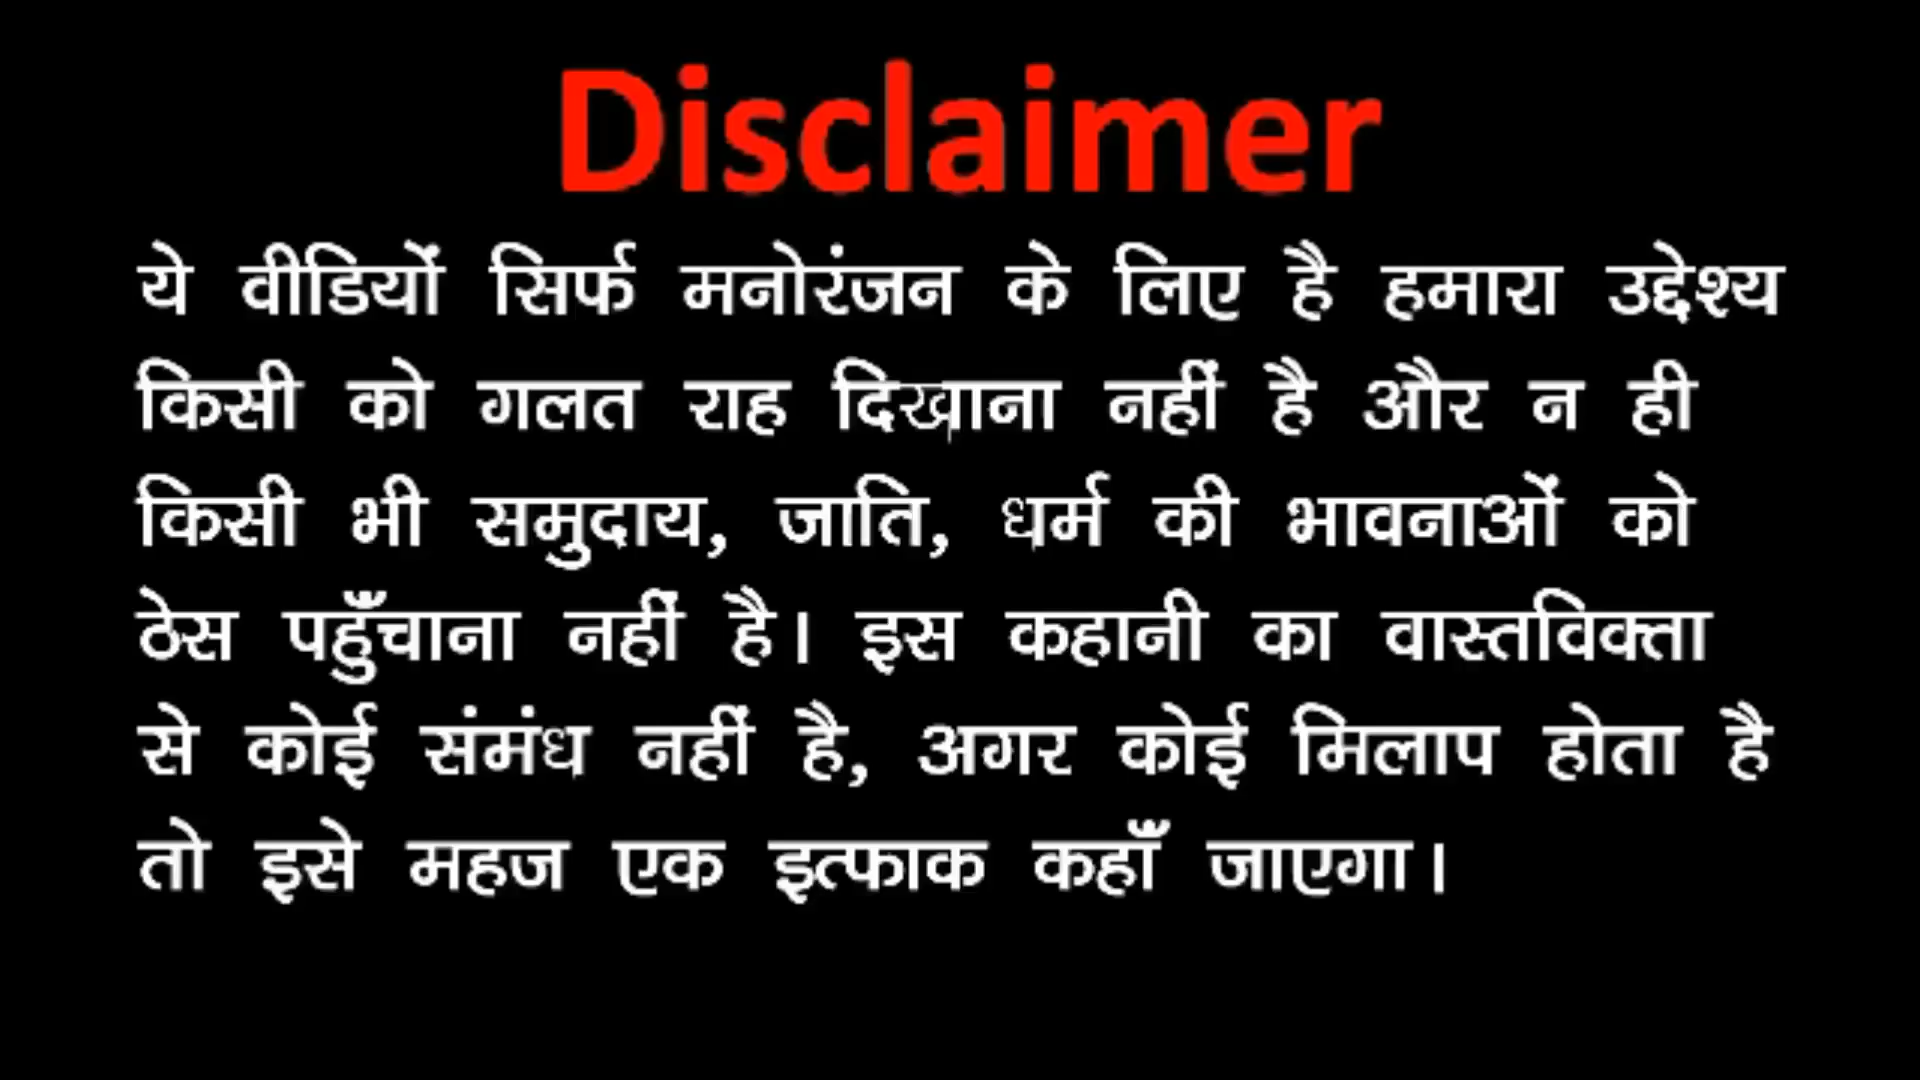 Disclaimer
ये वीडियों सिर्फ मनोरंजन के लिए है हमारा उद्देश्य
किसी को गलत राह दिखाना नहीं है और न ही
किसी भी समुदाय, जाति, धर्म की भावनाओं को
ठेस पहुँचाना नहीं है। इस कहानी का वास्तविक्ता
से कोई संमंध नहीं है, अगर कोई मिलाप होता है
तो इसे महज एक इत्फाक कहाँ जाएगा।